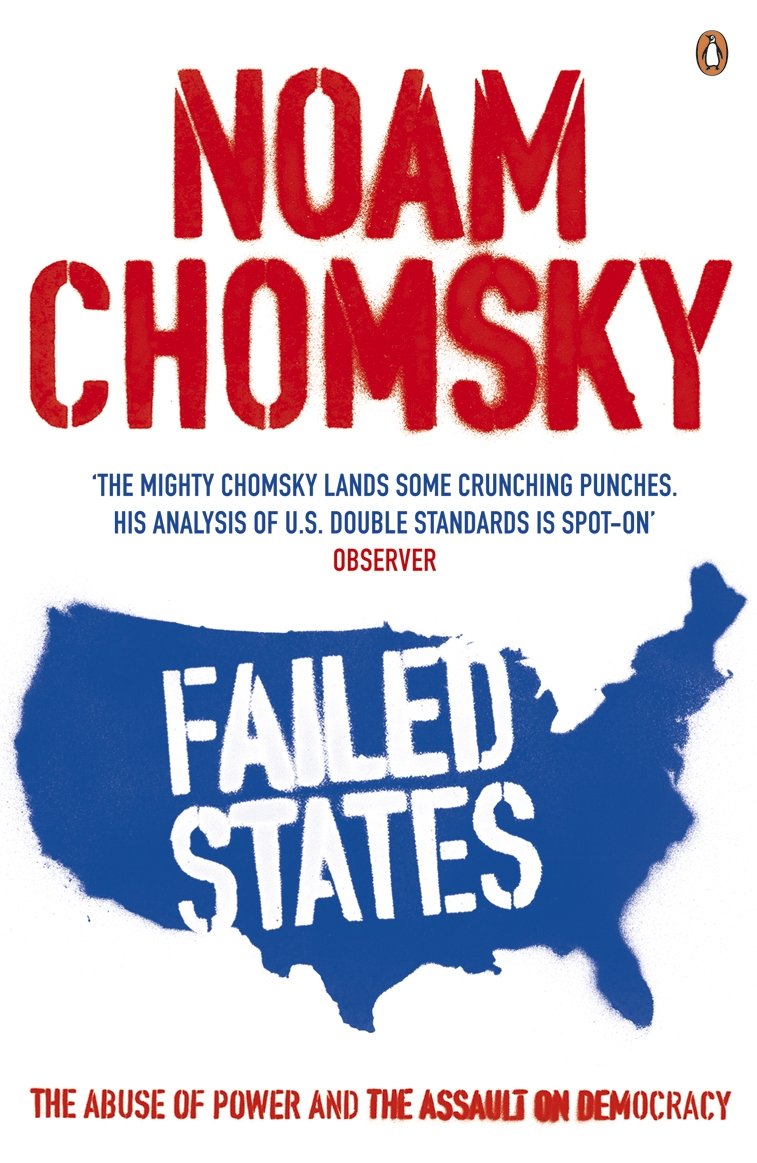 NOAM
CHOMSKY
‘THE MIGHTY CHOMSKY LANDS SOME CRUNCHING PUNCHES.
HIS ANALYSIS OF U.S. DOUBLE STANDARDS IS SPOT-ON’
OBSERVER
FAILED
STATES
THE ABUSE OF POWER AND THE ASSAULT ON DEMOCRACY